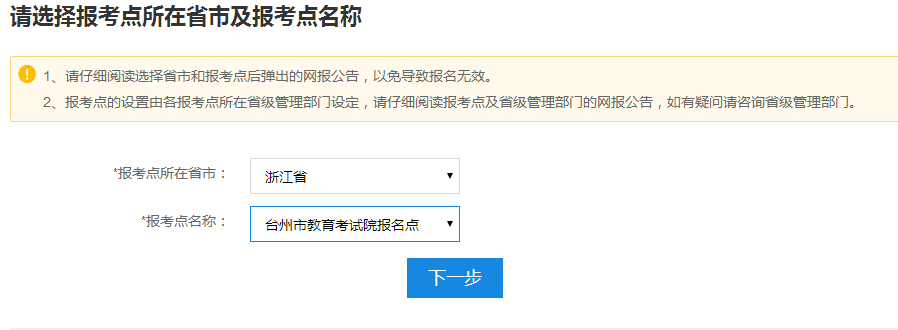 请选择报考点所在省市及报考点名称
1、请仔细阅读选择省市和报考点后弹出的网报公告，以免导致报名无效。
2、报考点的设置由各报考点所在省级管理部门设定，请仔细阅读报考点及省级管理部门的网报公告，如有疑问请咨询省级管理部门。
*报考点所在省市： 浙江省
*报考点名称： 台州市教育考试院报名点
下一步